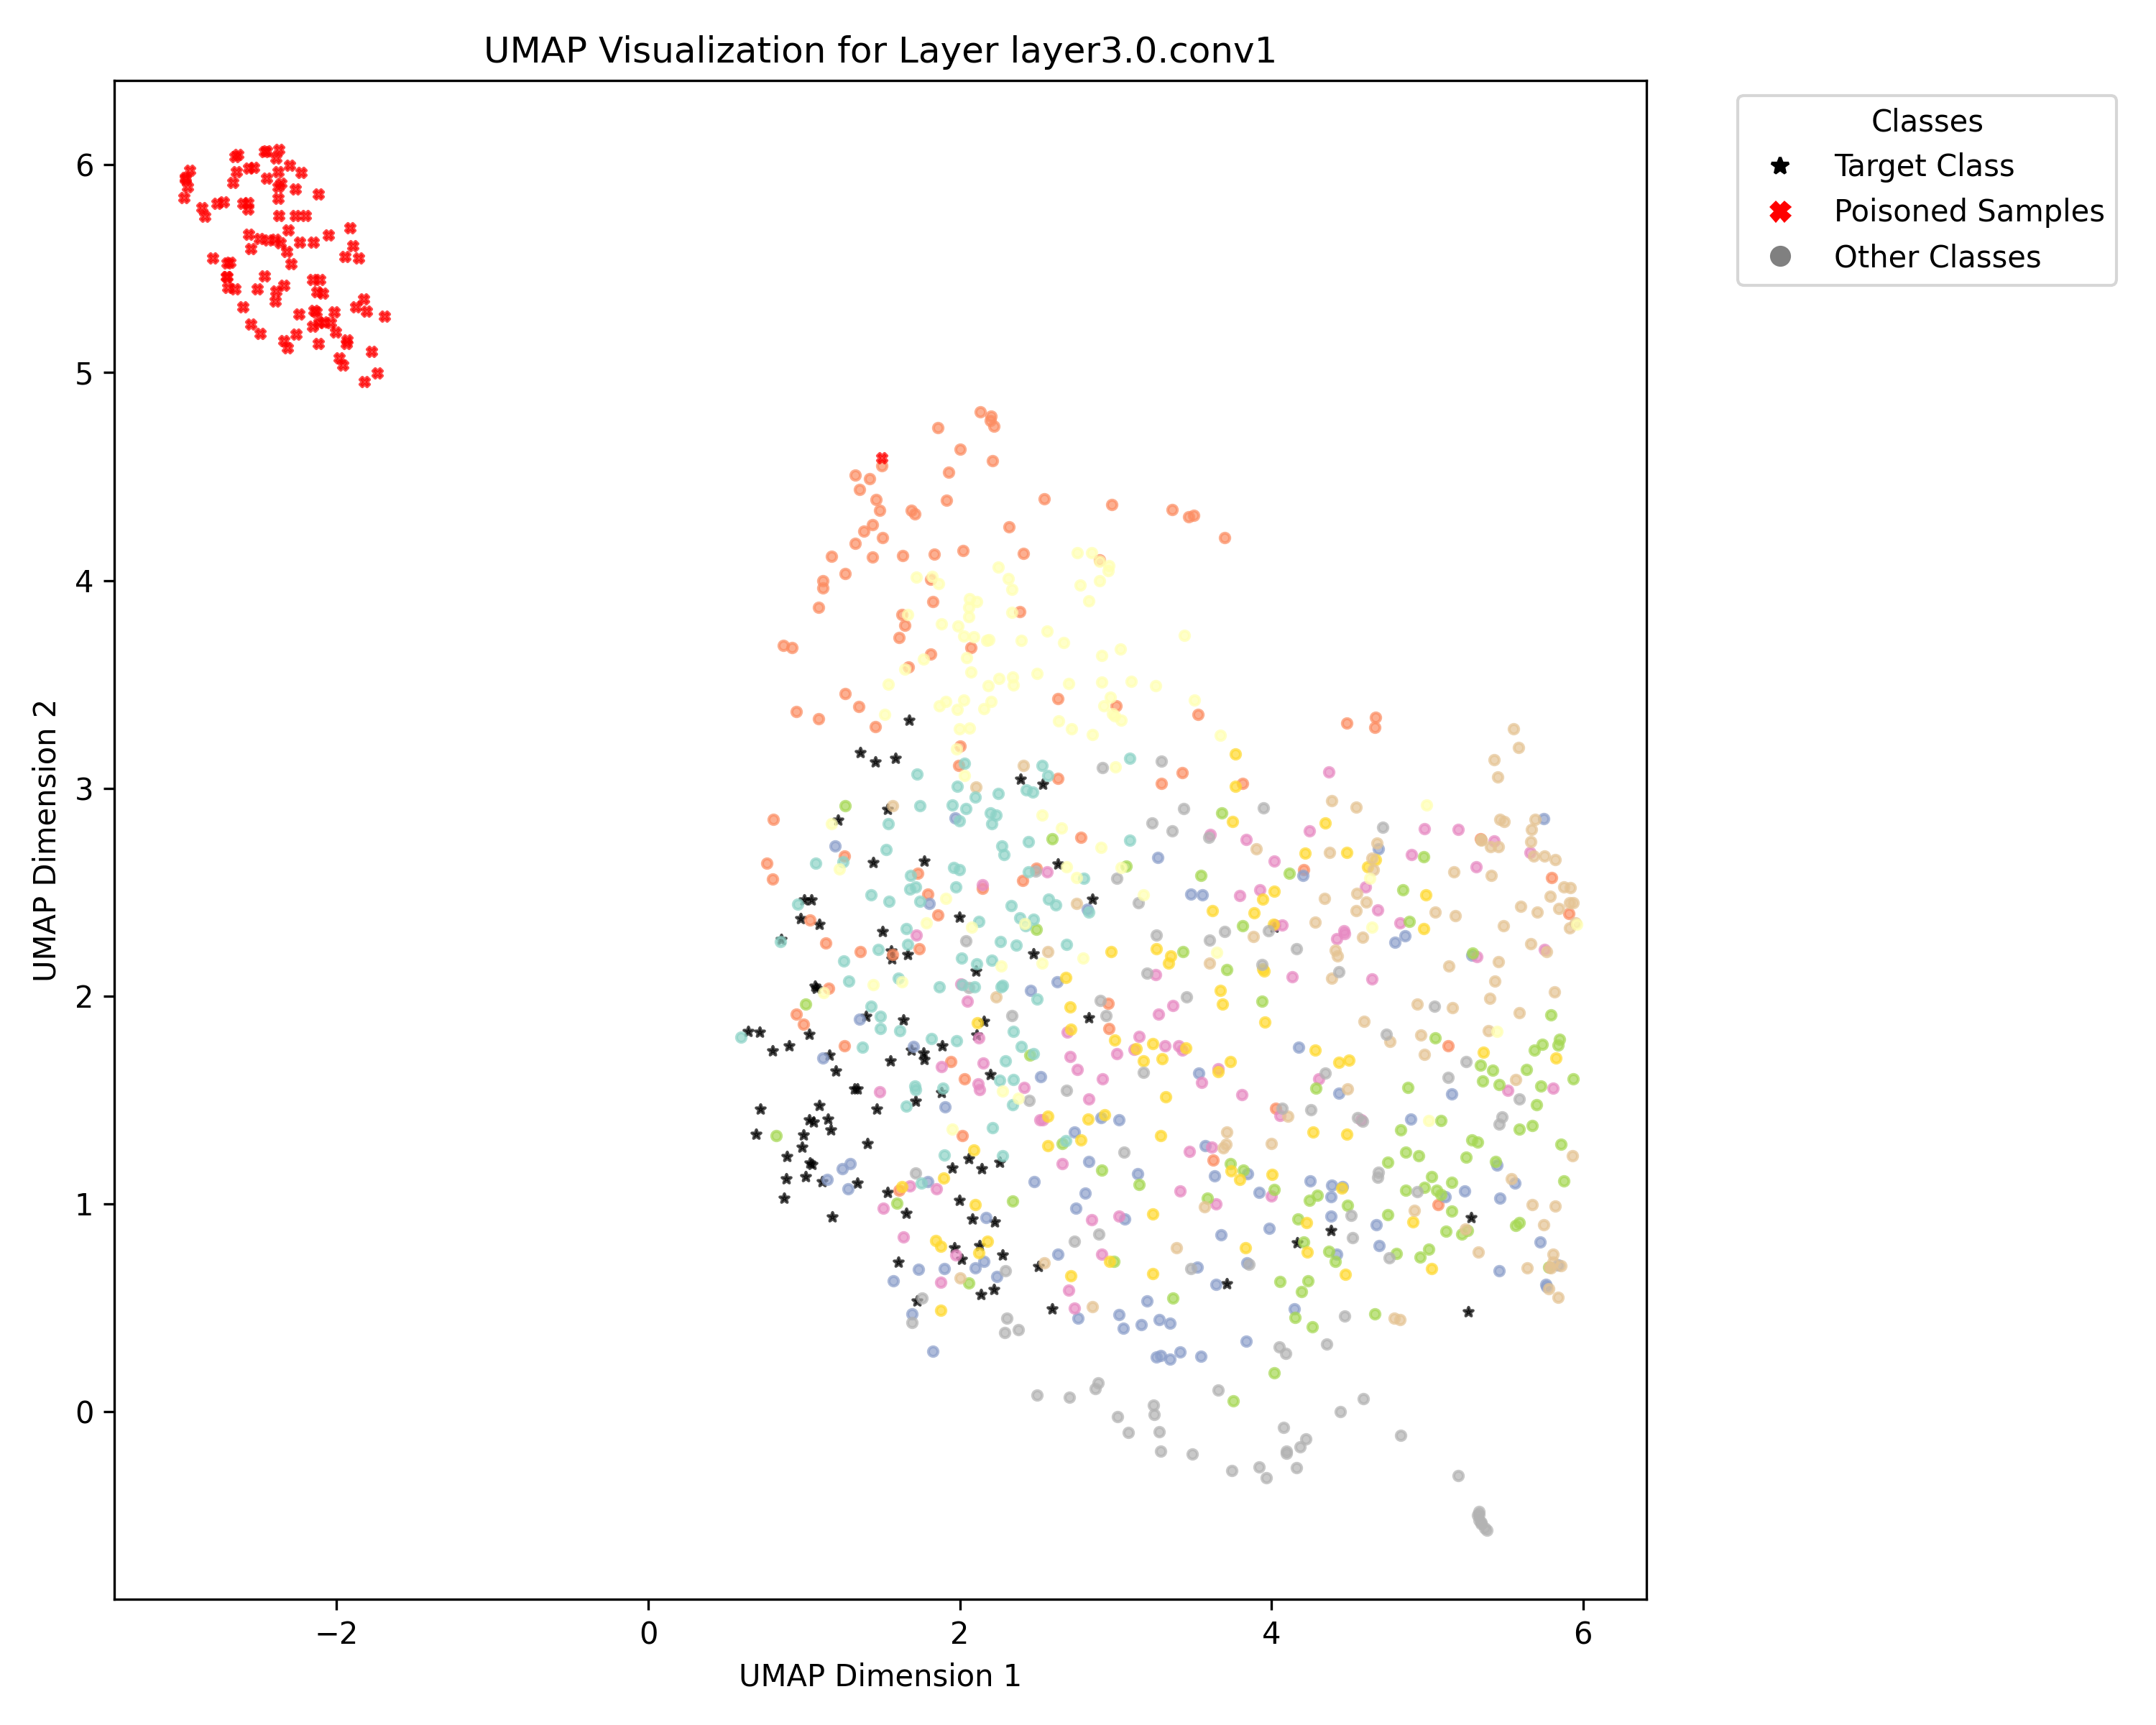 UMAP Visualization for Layer layer3.0.conv1
Classes
Target Class
Poisoned Samples
Other Classes
6
5
4
3
2
1
0
UMAP Dimension 2
−2
0
2
4
6
UMAP Dimension 1